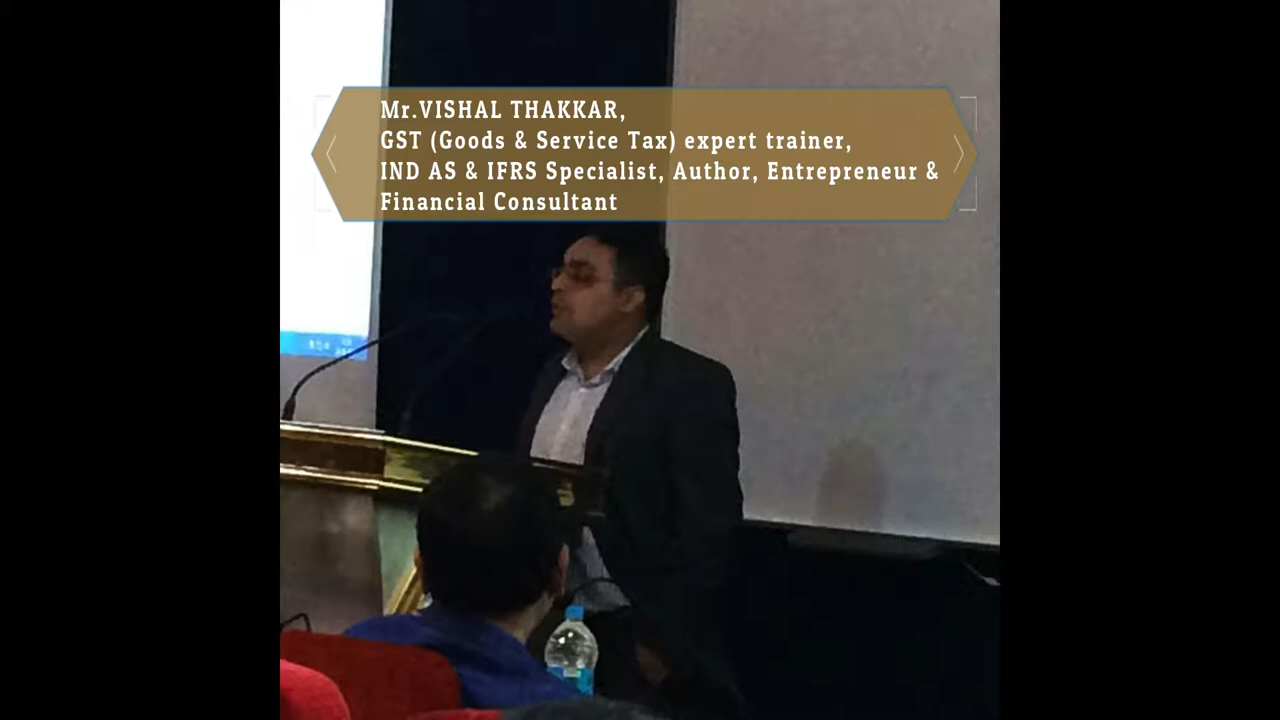 Mr.VISHAL THAKKAR,
GST (Goods & Service Tax) expert trainer,
IND AS & IFRS Specialist, Author, Entrepreneur &
Financial Consultant